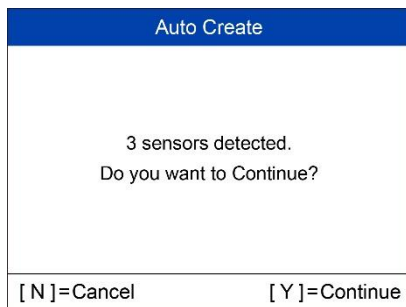 Auto Create
3 sensors detected.
Do you want to Continue?
[ N ]=Cancel [ Y ]=Continue